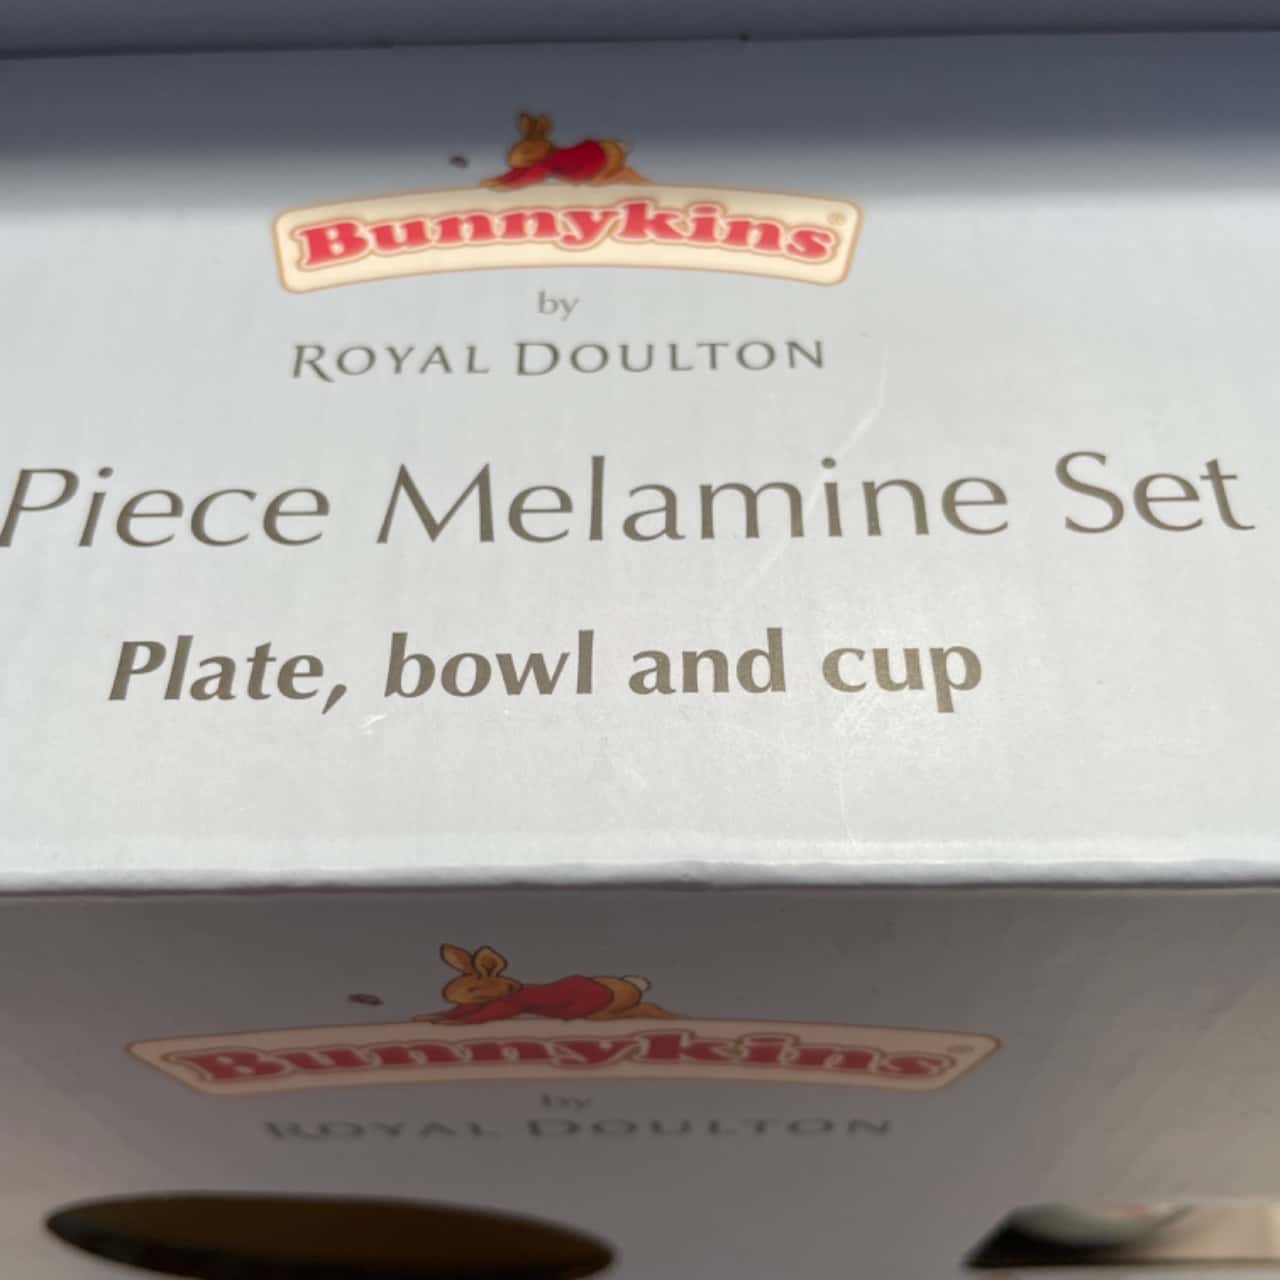 Bunnykins®
by
ROYAL DOULTON
Piece Melamine Set
Plate, bowl and cup
Bunnykins®
by
ROYAL DOULTON